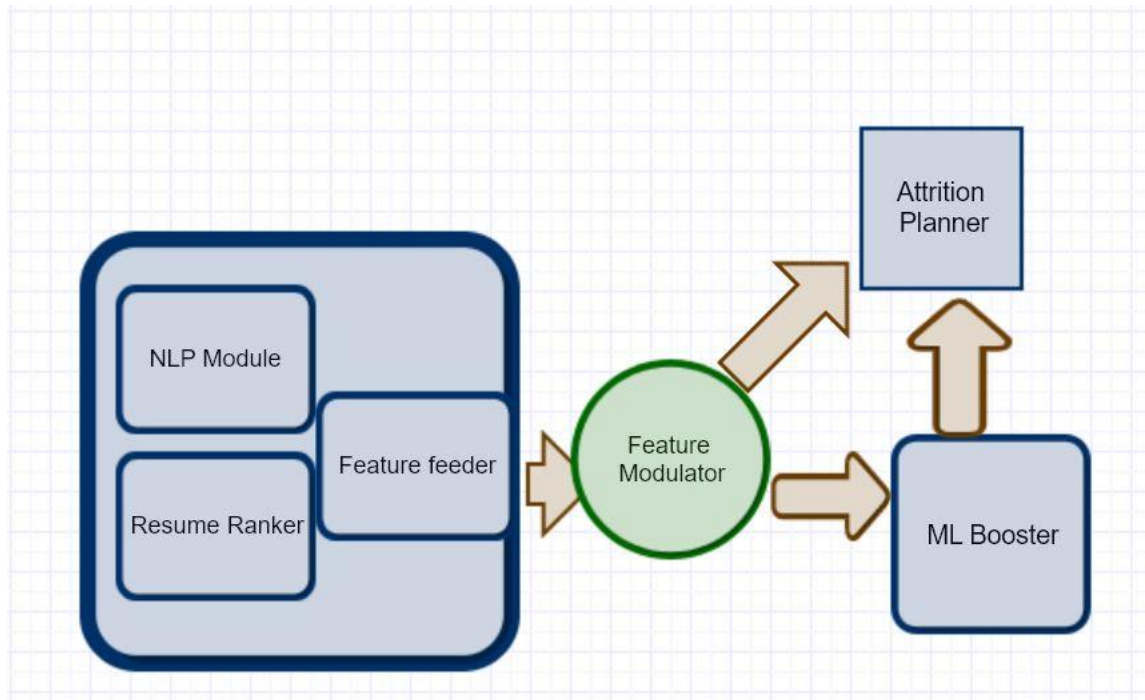 Attrition
Planner
NLP Module
Feature feeder
Resume Ranker
Feature
Modulator
ML Booster